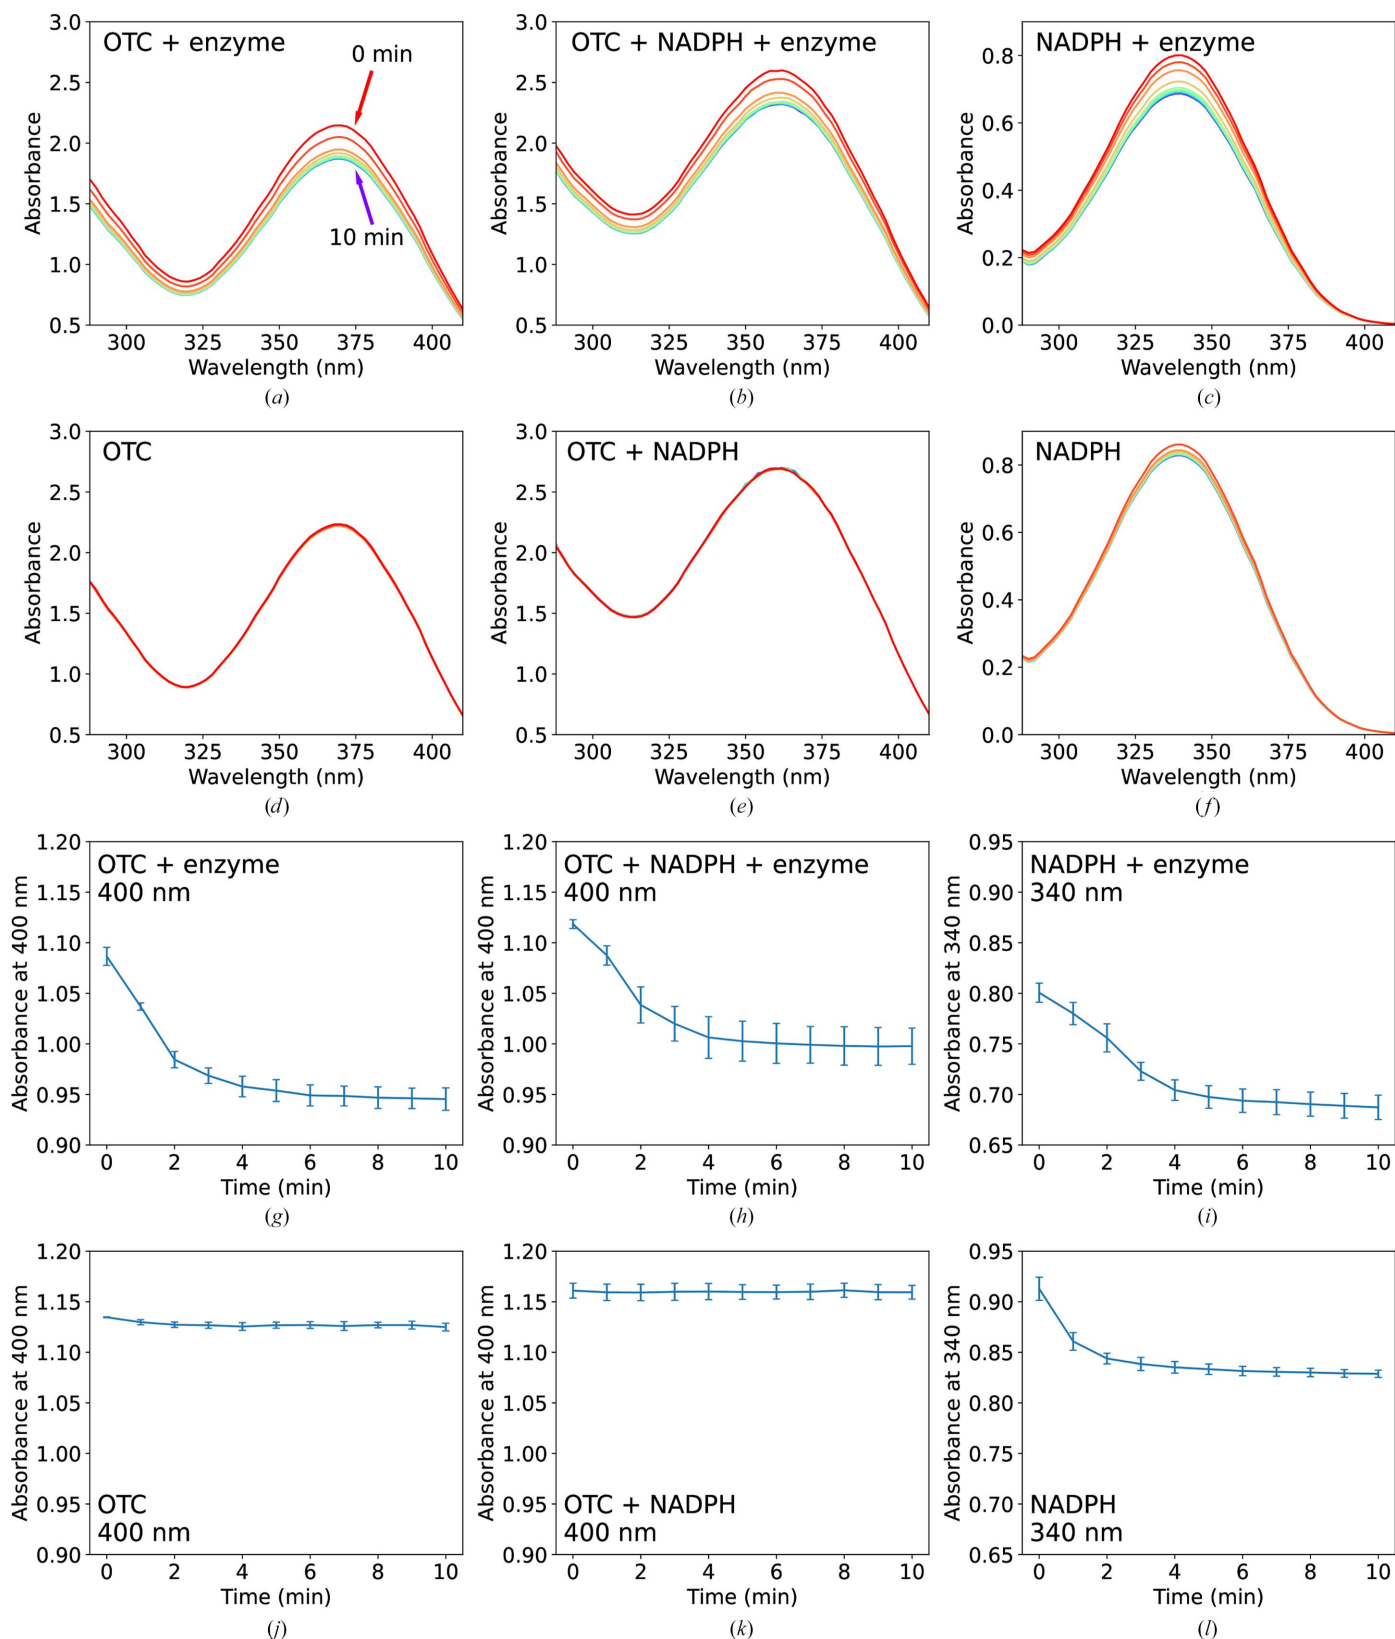 OTC + enzyme
0 min
10 min
3.0
2.5
2.0
1.5
1.0
0.5
Absorbance
300 325 350 375 400
Wavelength (nm)
(a)
OTC + NADPH + enzyme
3.0
2.5
2.0
1.5
1.0
0.5
Absorbance
300 325 350 375 400
Wavelength (nm)
(b)
NADPH + enzyme
0.8
0.6
0.4
0.2
0.0
Absorbance
300 325 350 375 400
Wavelength (nm)
(c)
OTC
3.0
2.5
2.0
1.5
1.0
0.5
Absorbance
300 325 350 375 400
Wavelength (nm)
(d)
OTC + NADPH
3.0
2.5
2.0
1.5
1.0
0.5
Absorbance
300 325 350 375 400
Wavelength (nm)
(e)
NADPH
0.8
0.6
0.4
0.2
0.0
Absorbance
300 325 350 375 400
Wavelength (nm)
(f)
OTC + enzyme
400 nm
1.20
1.15
1.10
1.05
1.00
0.95
0.90
Absorbance at 400 nm
0 2 4 6 8 10
Time (min)
(g)
OTC + NADPH + enzyme
400 nm
1.20
1.15
1.10
1.05
1.00
0.95
0.90
Absorbance at 400 nm
0 2 4 6 8 10
Time (min)
(h)
NADPH + enzyme
340 nm
0.95
0.90
0.85
0.80
0.75
0.70
0.65
Absorbance at 340 nm
0 2 4 6 8 10
Time (min)
(i)
1.20
1.15
1.10
1.05
1.00
0.95
0.90
Absorbance at 400 nm
OTC
400 nm
0 2 4 6 8 10
Time (min)
(j)
1.20
1.15
1.10
1.05
1.00
0.95
0.90
Absorbance at 400 nm
OTC + NADPH
400 nm
0 2 4 6 8 10
Time (min)
(k)
0.95
0.90
0.85
0.80
0.75
0.70
0.65
Absorbance at 340 nm
NADPH
340 nm
0 2 4 6 8 10
Time (min)
(l)